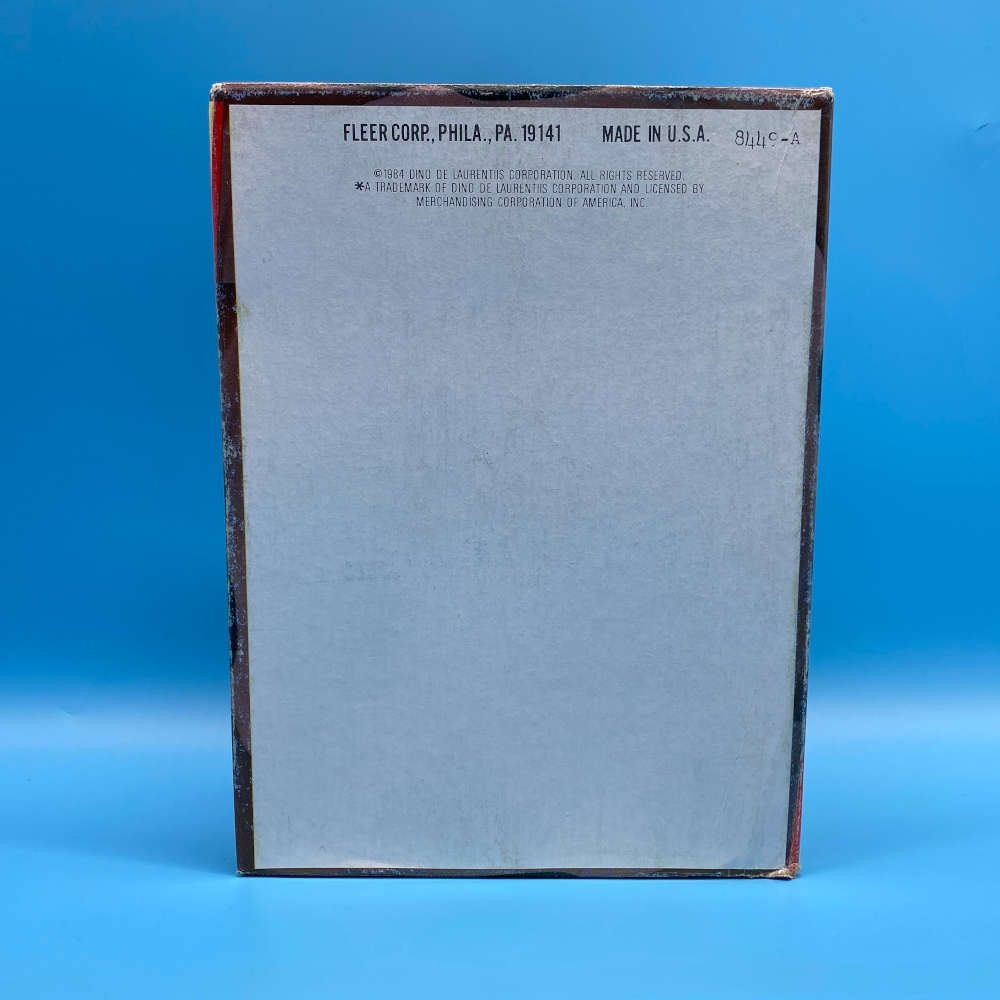 FLEER CORP., PHILA., PA. 19141 MADE IN U.S.A. 8449-A
©1984 DINO DE LAURENTIIS CORPORATION. ALL RIGHTS RESERVED.
*A TRADEMARK OF DINO DE LAURENTIIS CORPORATION AND LICENSED BY
MERCHANDISING CORPORATION OF AMERICA, INC.